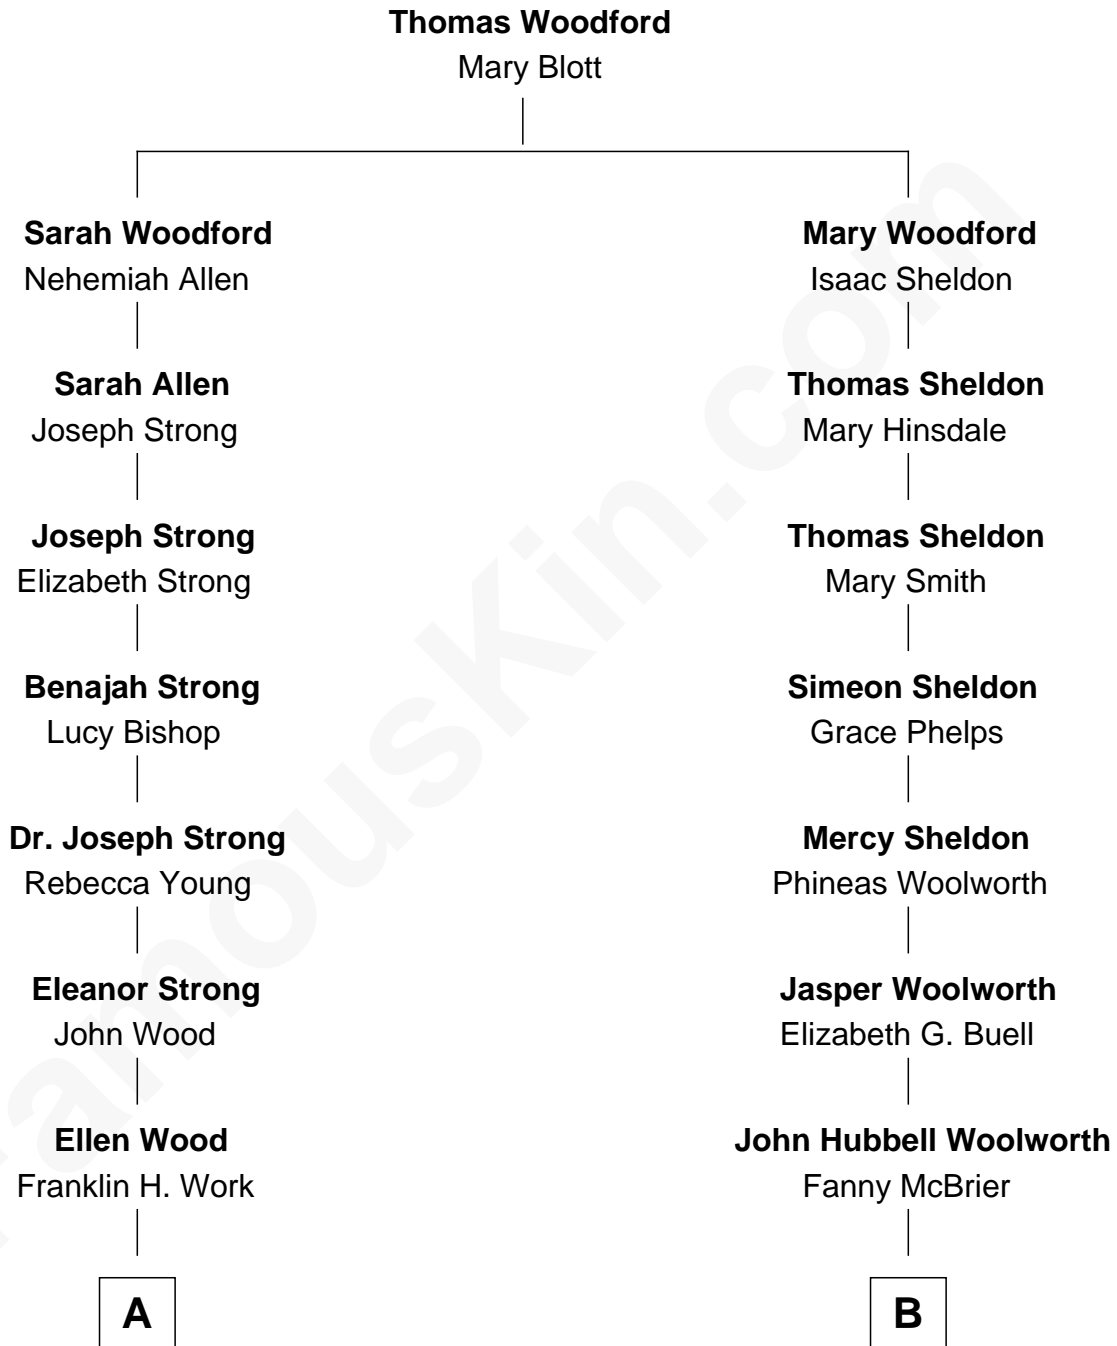 Thomas Woodford
Mary Blott
Sarah Woodford
Nehemiah Allen
Mary Woodford
Isaac Sheldon
Sarah Allen
Joseph Strong
Thomas Sheldon
Mary Hinsdale
Joseph Strong
Elizabeth Strong
Thomas Sheldon
Mary Smith
Benajah Strong
Lucy Bishop
Simeon Sheldon
Grace Phelps
Dr. Joseph Strong
Rebecca Young
Mercy Sheldon
Phineas Woolworth
Eleanor Strong
John Wood
Jasper Woolworth
Elizabeth G. Buell
Ellen Wood
Franklin H. Work
John Hubbell Woolworth
Fanny McBrier
A
B
FamousKin.com